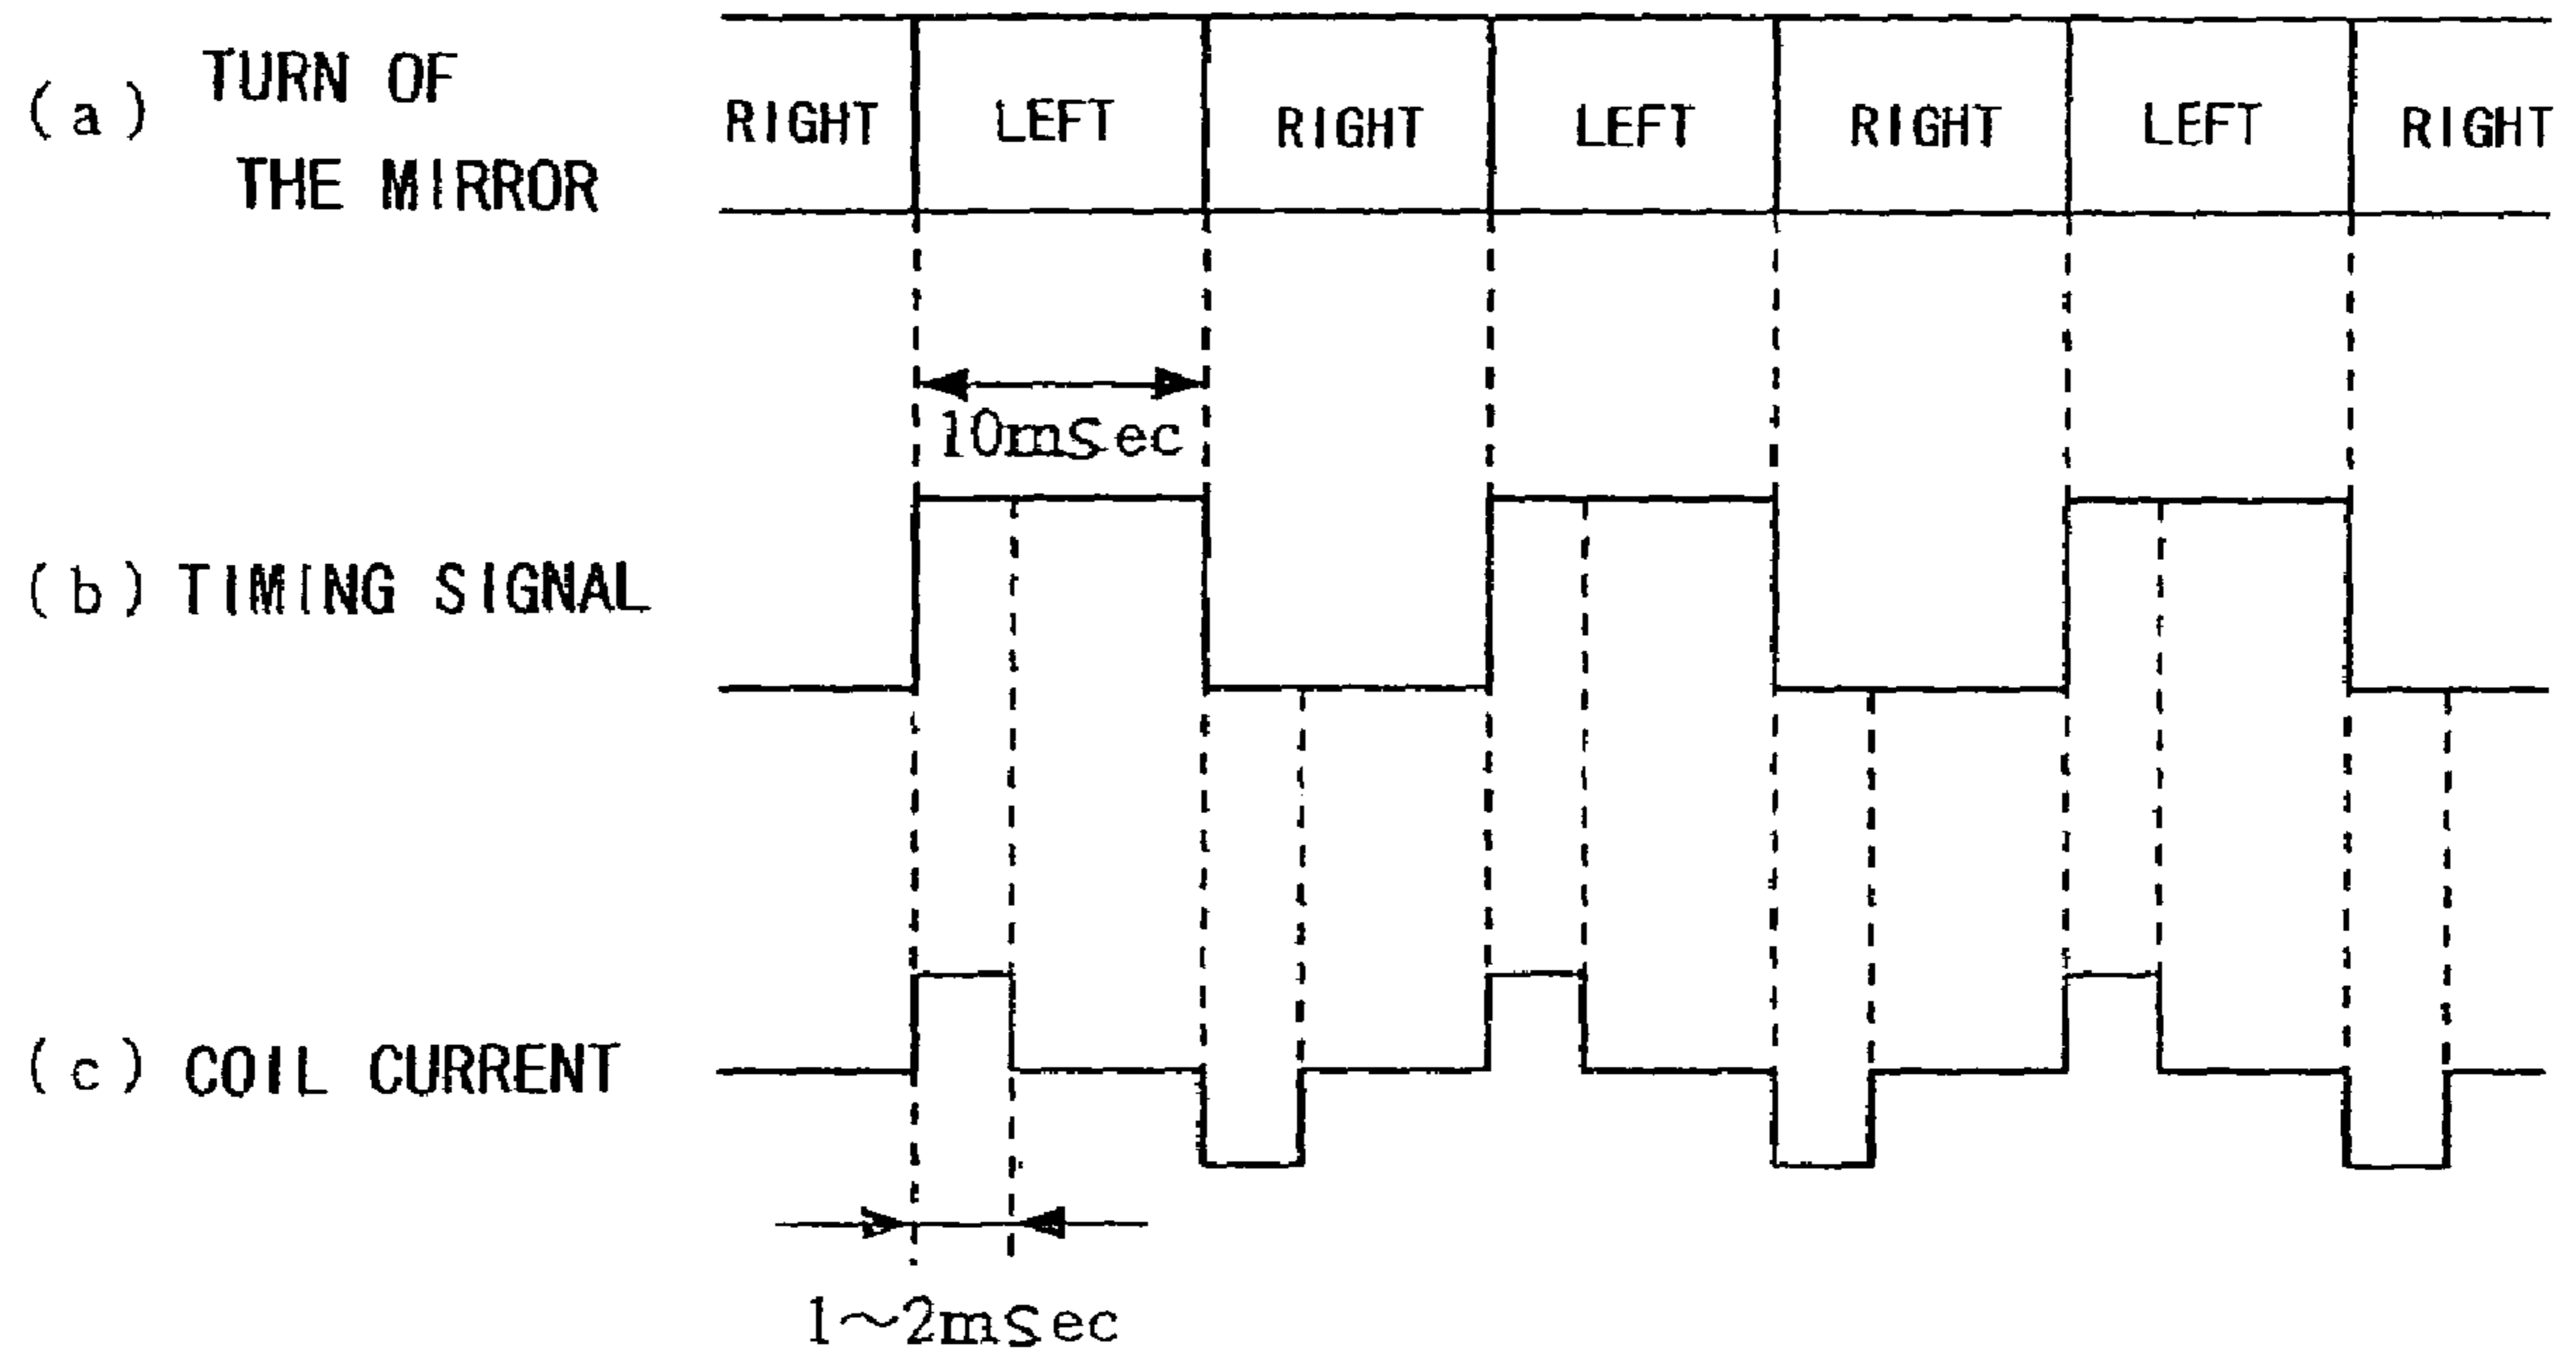 (a) TURN OF
THE MIRROR
RIGHT LEFT RIGHT LEFT RIGHT LEFT RIGHT
10msec
(b) TIMING SIGNAL
(c) COIL CURRENT
1～2msec